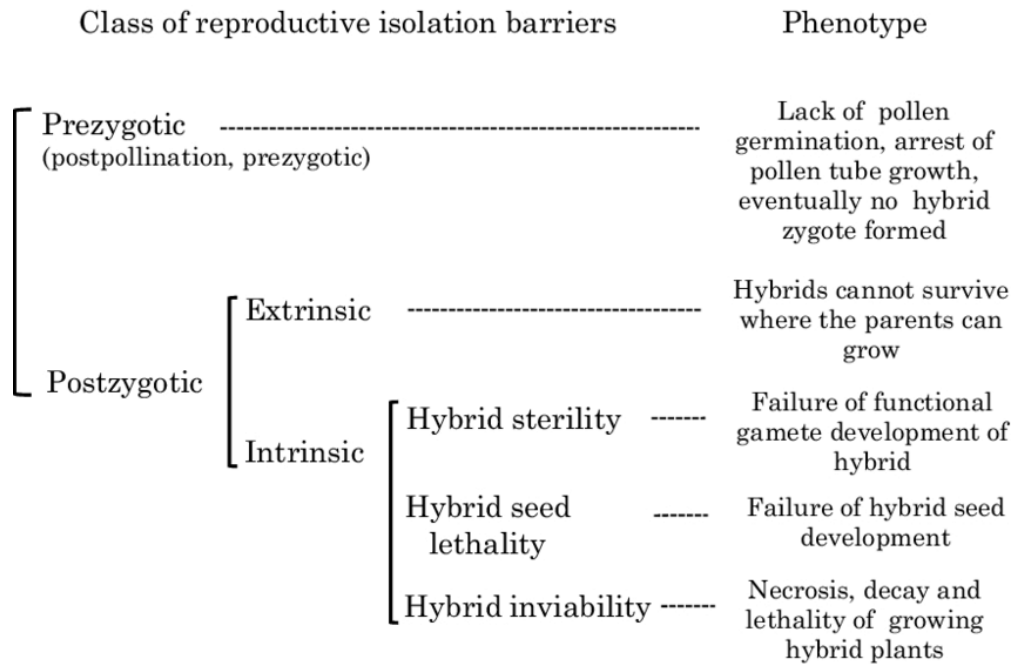 Class of reproductive isolation barriers Phenotype
Prezygotic
(postpollination, prezygotic)
Lack of pollen
germination, arrest of
pollen tube growth,
eventually no hybrid
zygote formed
Postzygotic
Extrinsic
Hybrids cannot survive
where the parents can
grow
Intrinsic
Hybrid sterility
Failure of functional
gamete development of
hybrid
Hybrid seed
lethality
Failure of hybrid seed
development
Hybrid inviability
Necrosis, decay and
lethality of growing
hybrid plants